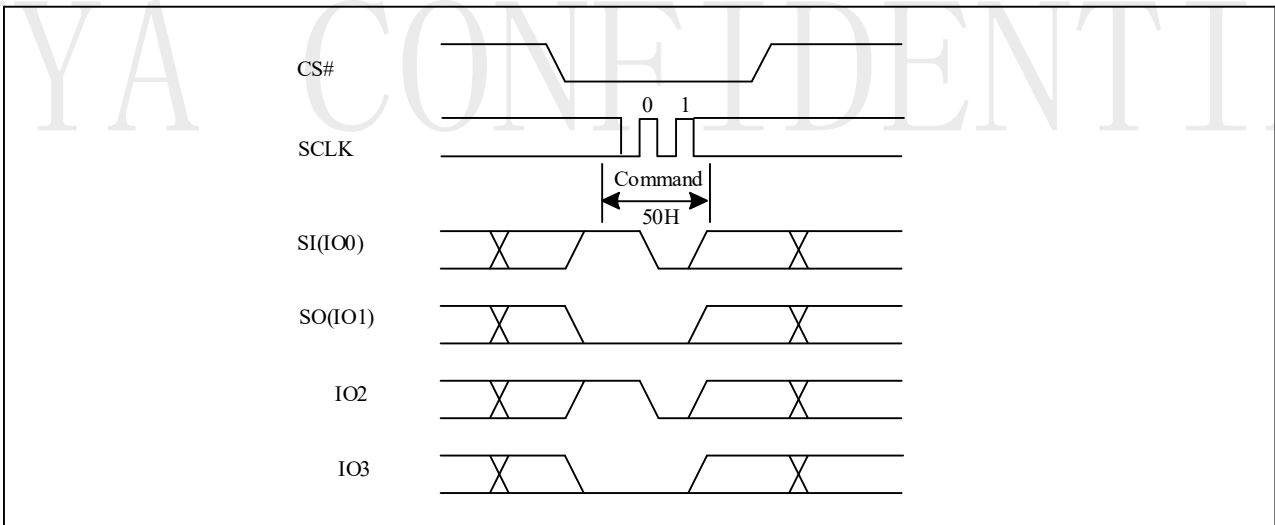 YA CONFIDENTI
CS#
0 1
SCLK
Command
50H
SI(IO0)
SO(IO1)
IO2
IO3